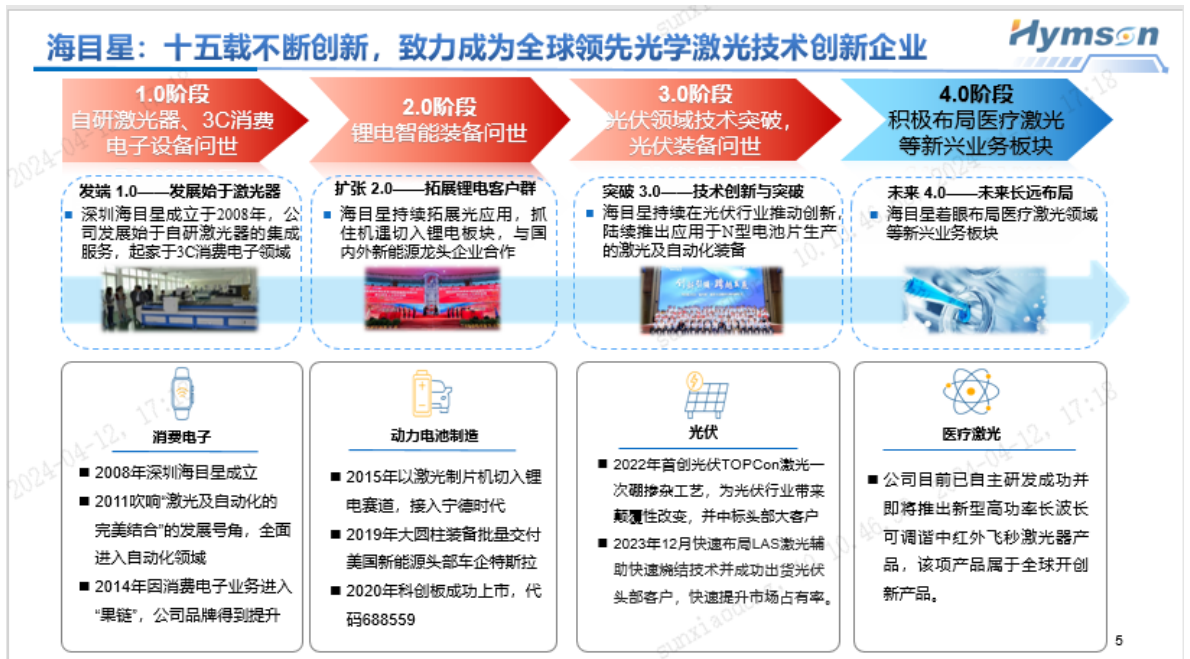 海目星：十五载不断创新，致力成为全球领先光学激光技术创新企业
Hymson
1.0阶段
自研激光器、3C消费
电子设备问世
2.0阶段
锂电智能装备问世
3.0阶段
光伏领域技术突破，
光伏装备问世
4.0阶段
积极布局医疗激光
等新兴业务板块
发端 1.0——发展始于激光器
■ 深圳海目星成立于2008年，公
司发展始于自研激光器的集成
服务，起家于3C消费电子领域
扩张 2.0——拓展锂电客户群
■ 海目星持续拓展光应用，抓
住机遇切入锂电板块，与国
内外新能源龙头企业合作
突破 3.0——技术创新与突破
■ 海目星持续在光伏行业推动创新，
陆续推出应用于N型电池片生产
的激光及自动化装备
未来 4.0——未来长远布局
■ 海目星着眼布局医疗激光领域
等新兴业务板块
消费电子
■ 2008年深圳海目星成立
■ 2011吹响“激光及自动化的
完美结合”的发展号角，全面
进入自动化领域
■ 2014年因消费电子业务进入
“果链”，公司品牌得到提升
动力电池制造
■ 2015年以激光制片机切入锂
电赛道，接入宁德时代
■ 2019年大圆柱装备批量交付
美国新能源头部车企特斯拉
■ 2020年科创板成功上市，代
码688559
光伏
■ 2022年首创光伏TOPCon激光一
次硼掺杂工艺，为光伏行业带来
颠覆性改变，并中标头部大客户
■ 2023年12月快速布局LAS激光辅
助快速烧结技术并成功出货光伏
头部客户，快速提升市场占有率。
医疗激光
■ 公司目前已自主研发成功并
即将推出新型高功率长波长
可调谐中红外飞秒激光器产
品，该项产品属于全球开创
新产品。
5
2024-04-12, 17:18